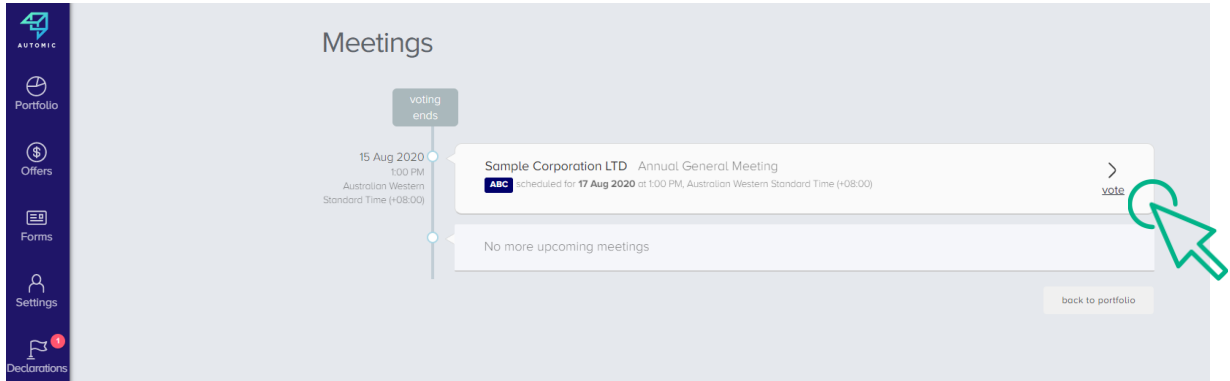 AUTOMIC
Portfolio
Offers
Forms
Settings
1
Declarations
Meetings
voting
ends
15 Aug 2020
1:00 PM
Australian Western
Standard Time (+08:00)
Sample Corporation LTD Annual General Meeting
ABC scheduled for 17 Aug 2020 at 1:00 PM, Australian Western Standard Time (+08:00)
vote
No more upcoming meetings
back to portfolio